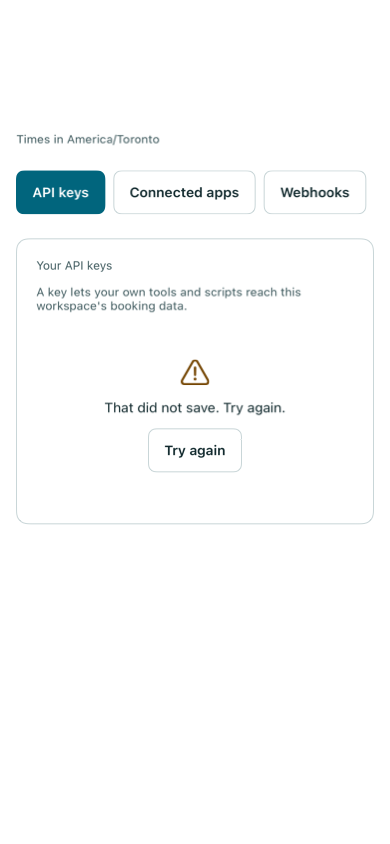 Times in America/Toronto
API keys
Connected apps
Webhooks
Your API keys
A key lets your own tools and scripts reach this
workspace's booking data.
That did not save. Try again.
Try again